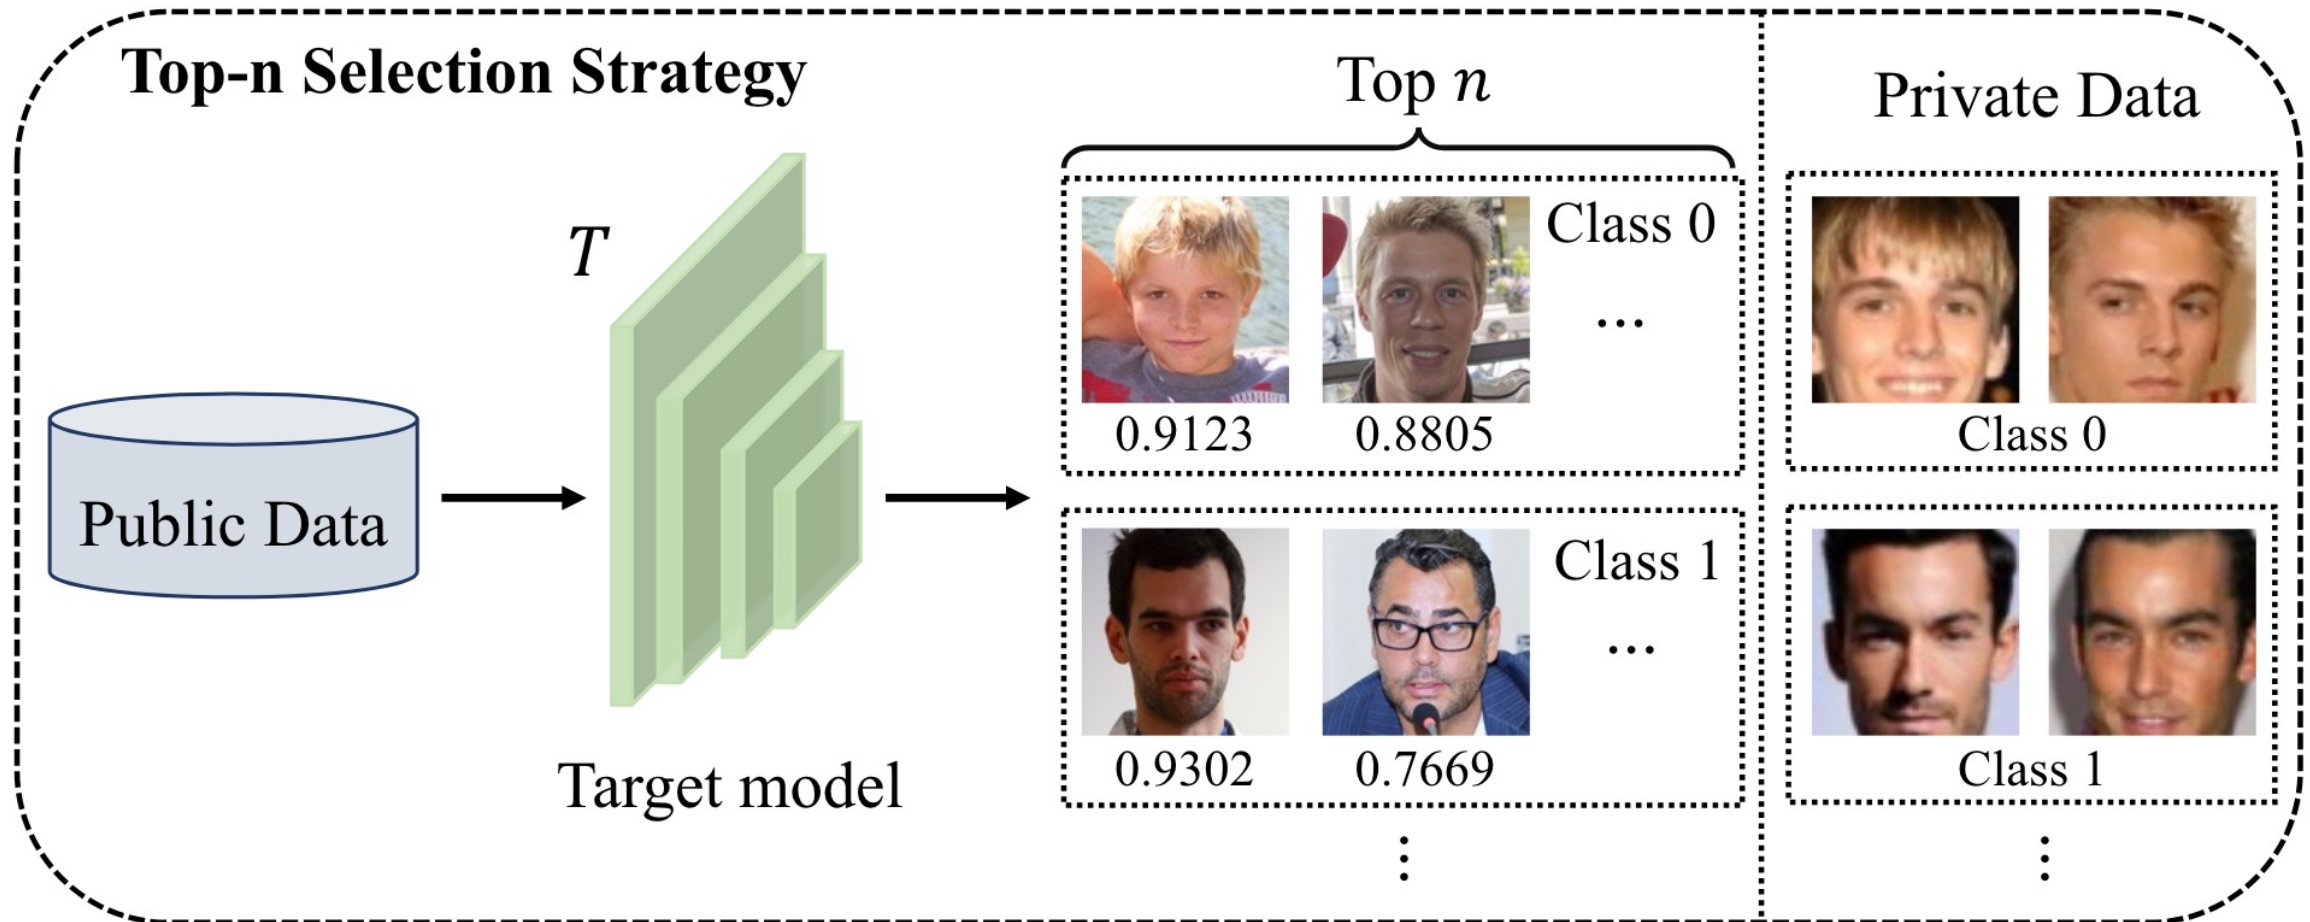 Top-n Selection Strategy
Public Data
T
Target model
Top n
Class 0
...
0.9123 0.8805
Class 1
...
0.9302 0.7669
⋮
Private Data
Class 0
Class 1
⋮